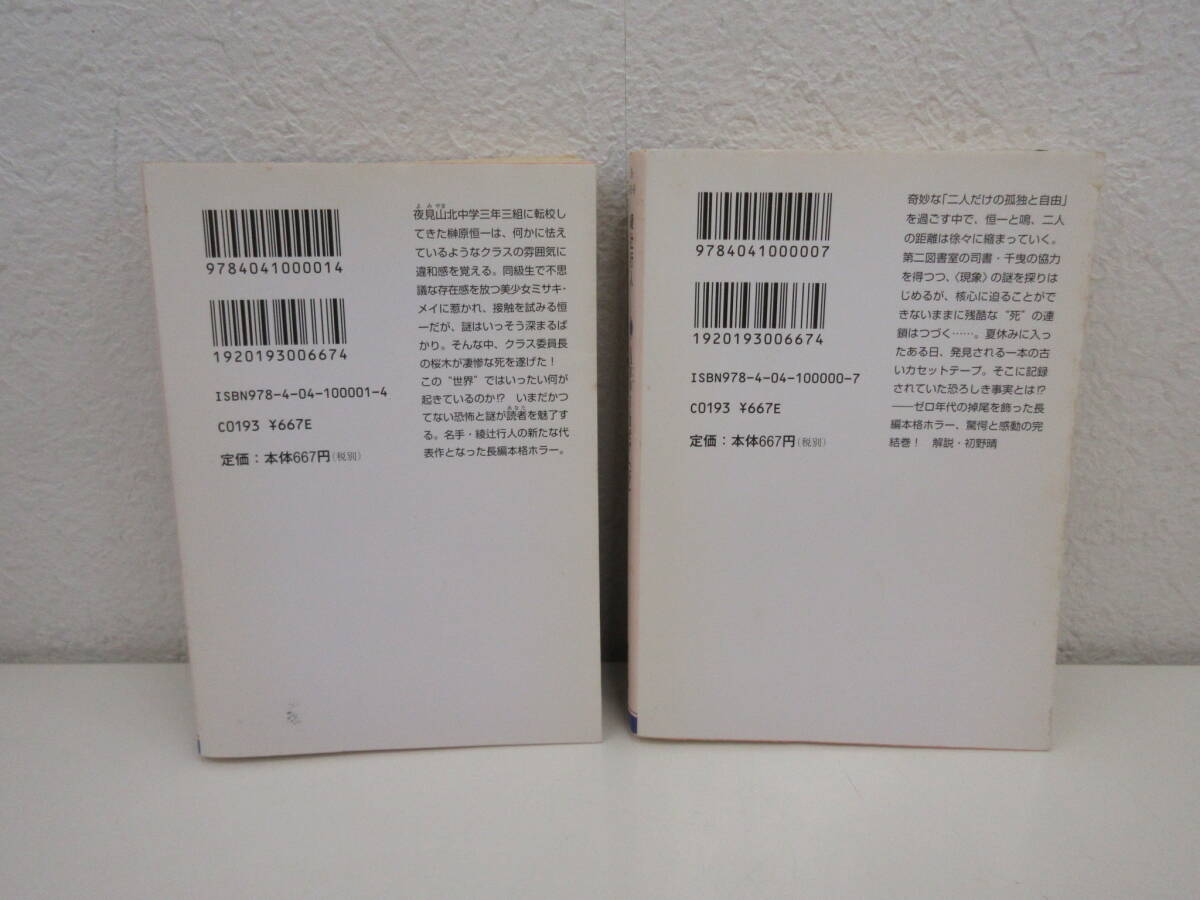 9784041000014
1920193006674
ISBN978-4-04-100001-4
C0193 ¥667E
定価：本体667円（税別）
よみやま
夜見山北中学三年三組に転校し
てきた榊原恒一は、何かに怯え
ているようなクラスの雰囲気に
違和感を覚える。同級生で不思
議な存在感を放つ美少女ミサキ・
メイに惹かれ、接触を試みる恒
一だが、謎はいっそう深まるば
かり。そんな中、クラス委員長
の桜木が凄惨な死を遂げた！
この“世界”ではいったい何が
起きているのか!?　いまだかつ
あなた
てない恐怖と謎が読者を魅了す
る。名手・綾辻行人の新たな代
表作となった長編本格ホラー。
9784041000007
1920193006674
ISBN978-4-04-100000-7
C0193 ¥667E
定価：本体667円（税別）
奇妙な「二人だけの孤独と自由」
を過ごす中で、恒一と鳴、二人
の距離は徐々に縮まっていく。
第二図書室の司書・千曳の協力
を得つつ、〈現象〉の謎を探りは
じめるが、核心に迫ることがで
きないままに残酷な“死”の連
鎖はつづく……。夏休みに入っ
たある日、発見される一本の古
いカセットテープ。そこに記録
されていた恐ろしき事実とは!?
――ゼロ年代の掉尾を飾った長
編本格ホラー、驚愕と感動の完
結巻！　解説・初野晴